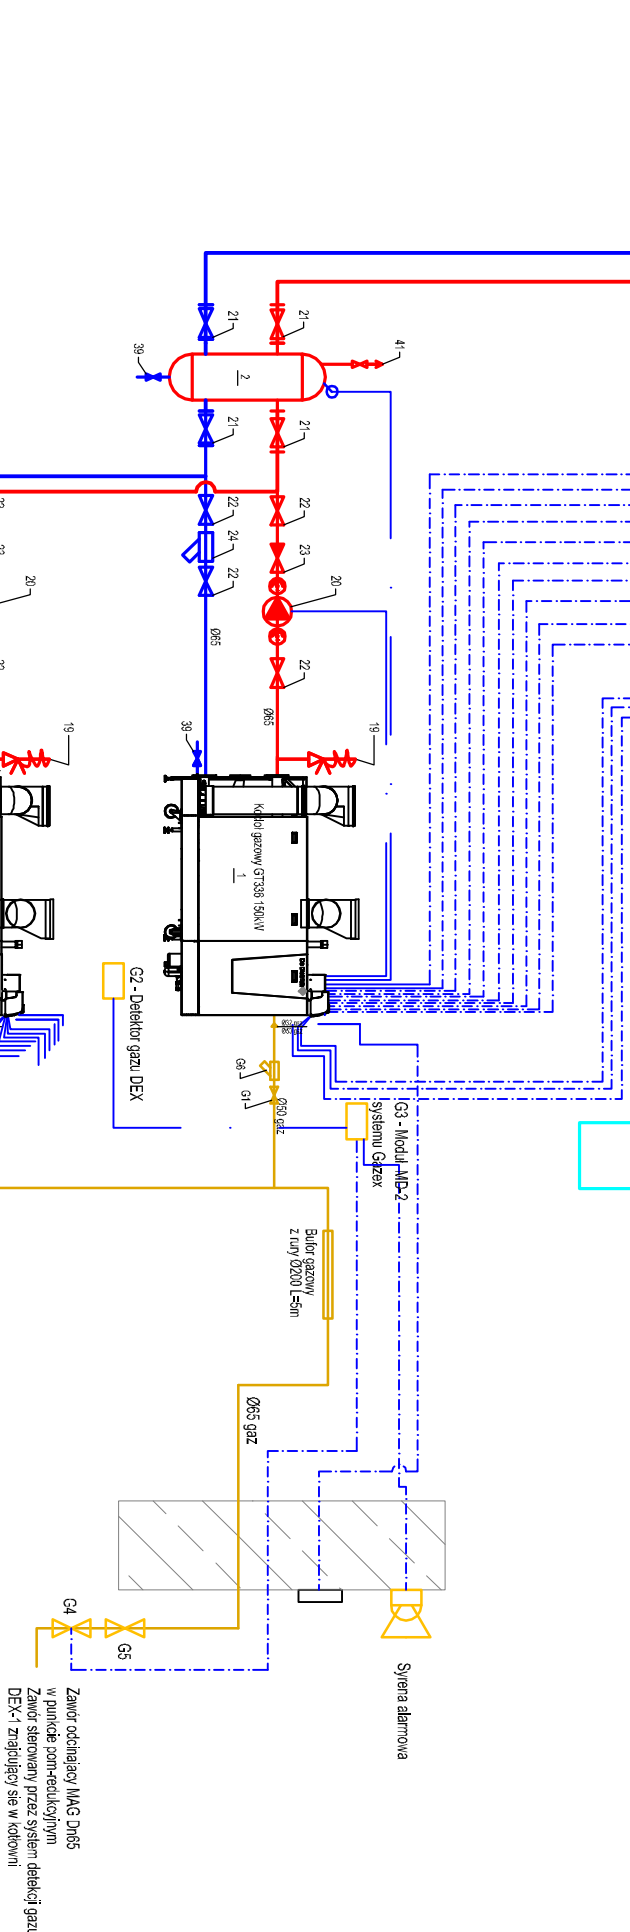 21
21
41
39
2
21
21
22
22
24
23
22
20
20
22
Ø65
Ø65
39
19
19
Kocioł gazowy GT336 150kW
1
G2 - Detektor gazu DEX
G6
G1
Ø50 gaz
G3 - Moduł MD-2
systemu Gazex
Bufor gazowy
z rury Ø200 L=5m
Ø65 gaz
G4
G5
Syrena alarmowa
Zawór odcinający MAG Dn65
w punkcie pom-redukcyjnym
Zawór sterowany przez system detekcji gazu
DEX-1 znajdujący sie w kotłowni